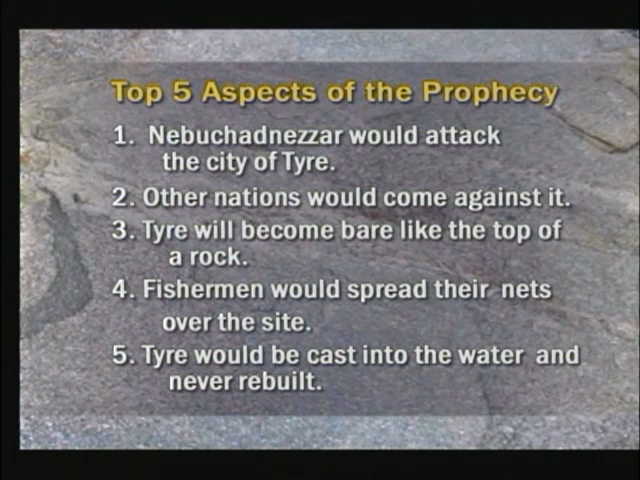 Top 5 Aspects of the Prophecy
1. Nebuchadnezzar would attack
the city of Tyre.
2. Other nations would come against it.
3. Tyre will become bare like the top of
a rock.
4. Fishermen would spread their nets
over the site.
5. Tyre would be cast into the water and
never rebuilt.